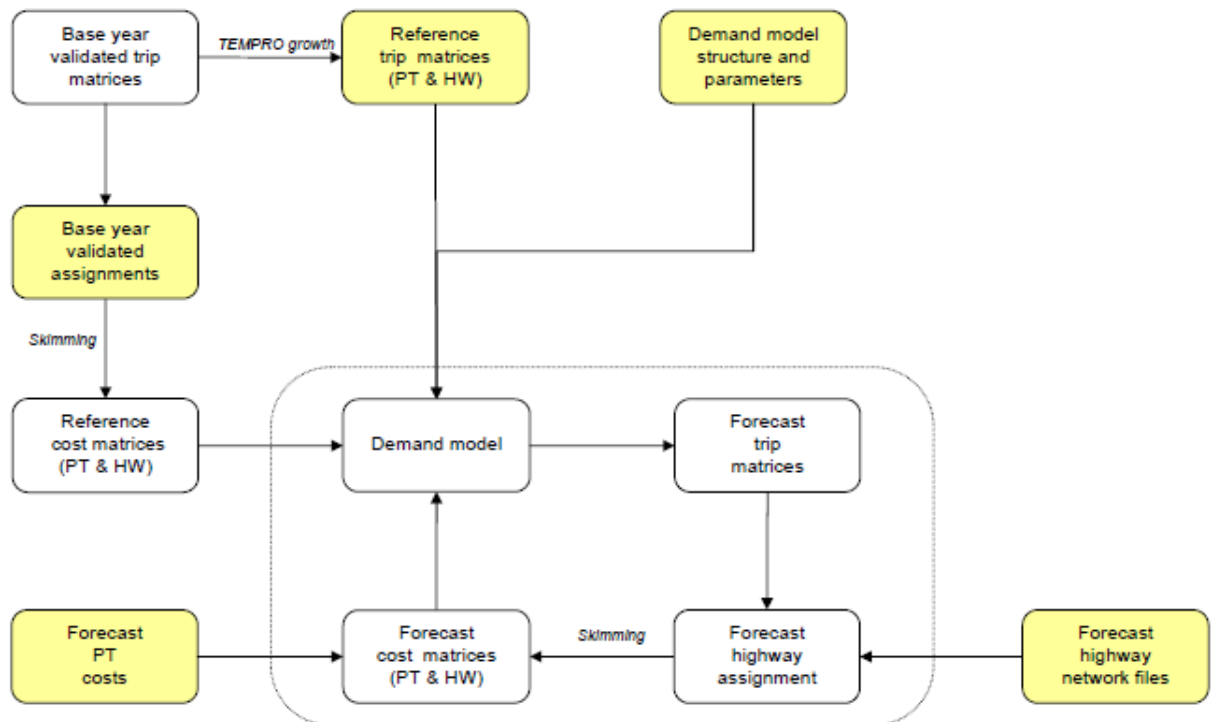 Base year
validated trip
matrices
TEMPRO growth
Reference
trip matrices
(PT & HW)
Demand model
structure and
parameters
Base year
validated
assignments
Skimming
Reference
cost matrices
(PT & HW)
Demand model
Forecast
trip
matrices
Forecast
PT
costs
Forecast
cost matrices
(PT & HW)
Skimming
Forecast
highway
assignment
Forecast
highway
network files